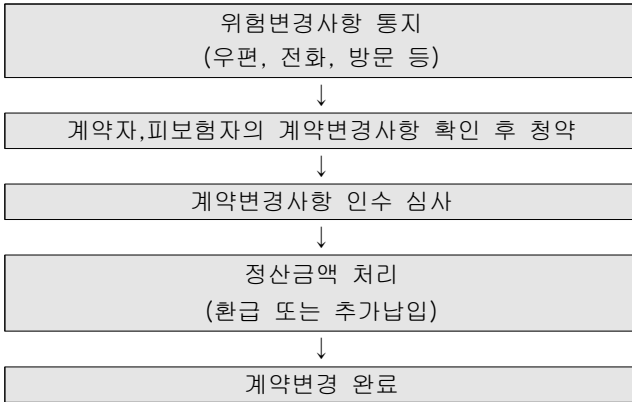 위험변경사항 통지
(우편, 전화, 방문 등)
↓
계약자,피보험자의 계약변경사항 확인 후 청약
↓
계약변경사항 인수 심사
↓
정산금액 처리
(환급 또는 추가납입)
↓
계약변경 완료